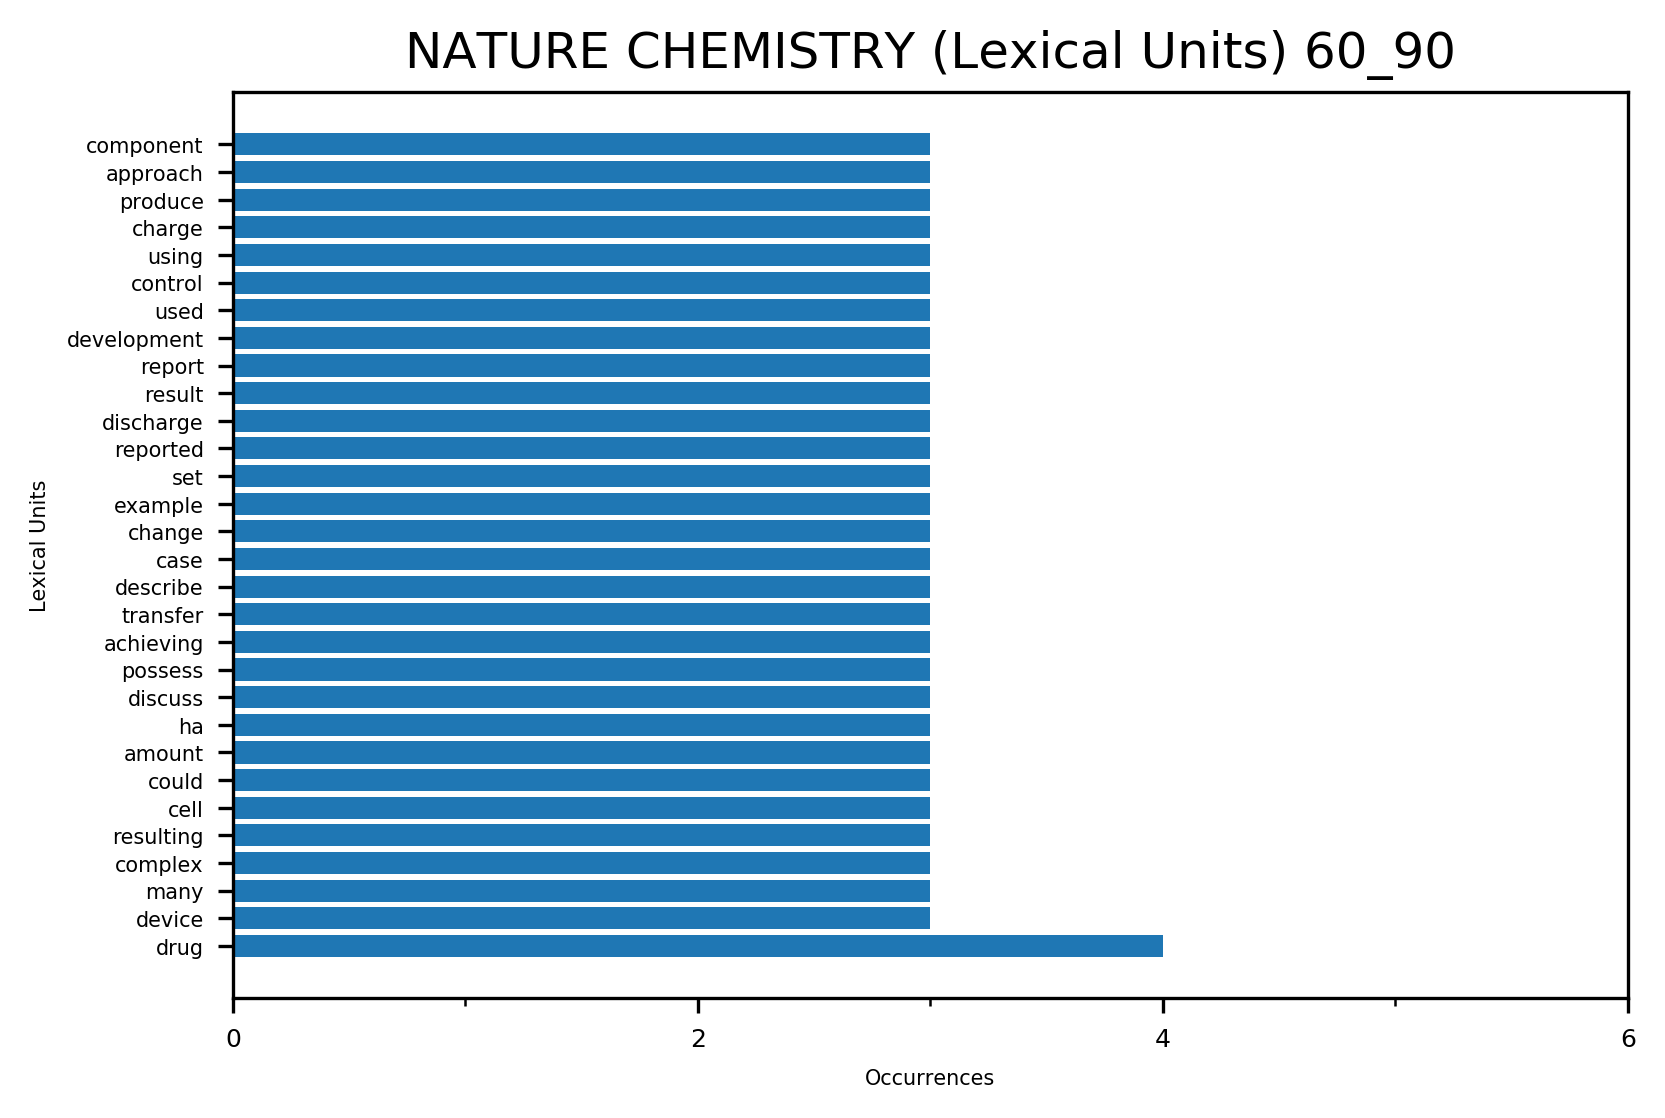 NATURE CHEMISTRY (Lexical Units) 60_90
component
approach
produce
charge
using
control
used
development
report
result
discharge
reported
set
example
change
case
describe
transfer
achieving
possess
discuss
ha
amount
could
cell
resulting
complex
many
device
drug
Lexical Units
0 2 4 6
Occurrences